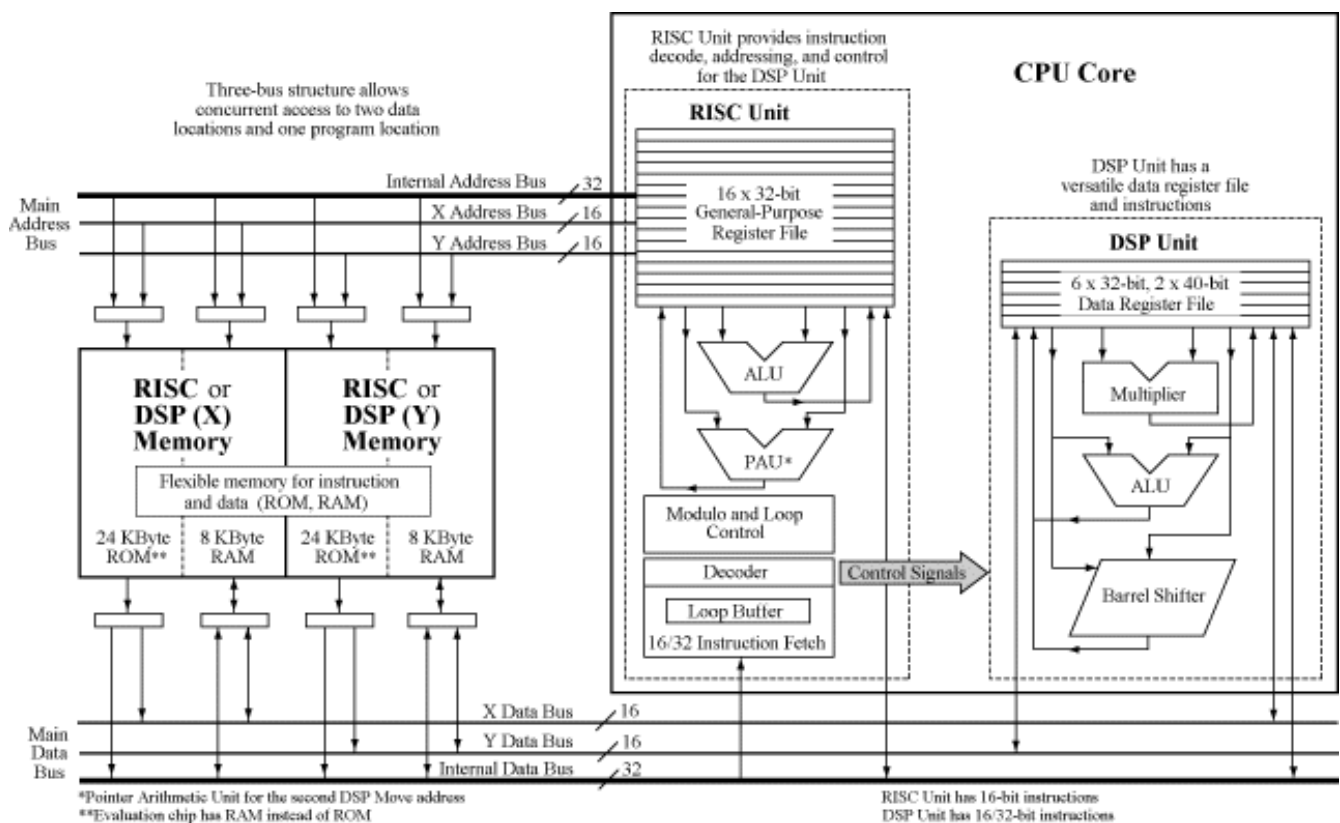 RISC Unit provides instruction
decode, addressing, and control
for the DSP Unit
CPU Core
Three-bus structure allows
concurrent access to two data
locations and one program location
RISC Unit
DSP Unit has a
versatile data register file
and instructions
Internal Address Bus 32
Main
Address
Bus
X Address Bus 16
Y Address Bus 16
16 x 32-bit
General-Purpose
Register File
DSP Unit
6 x 32-bit, 2 x 40-bit
Data Register File
RISC or
DSP (X)
Memory
RISC or
DSP (Y)
Memory
ALU
Multiplier
PAU*
ALU
Flexible memory for instruction
and data (ROM, RAM)
24 KByte
ROM**
8 KByte
RAM
24 KByte
ROM**
8 KByte
RAM
Modulo and Loop
Control
Decoder
Control Signals
Loop Buffer
16/32 Instruction Fetch
Barrel Shifter
Main
Data
Bus
X Data Bus 16
Y Data Bus 16
Internal Data Bus 32
*Pointer Arithmetic Unit for the second DSP Move address
**Evaluation chip has RAM instead of ROM
RISC Unit has 16-bit instructions
DSP Unit has 16/32-bit instructions